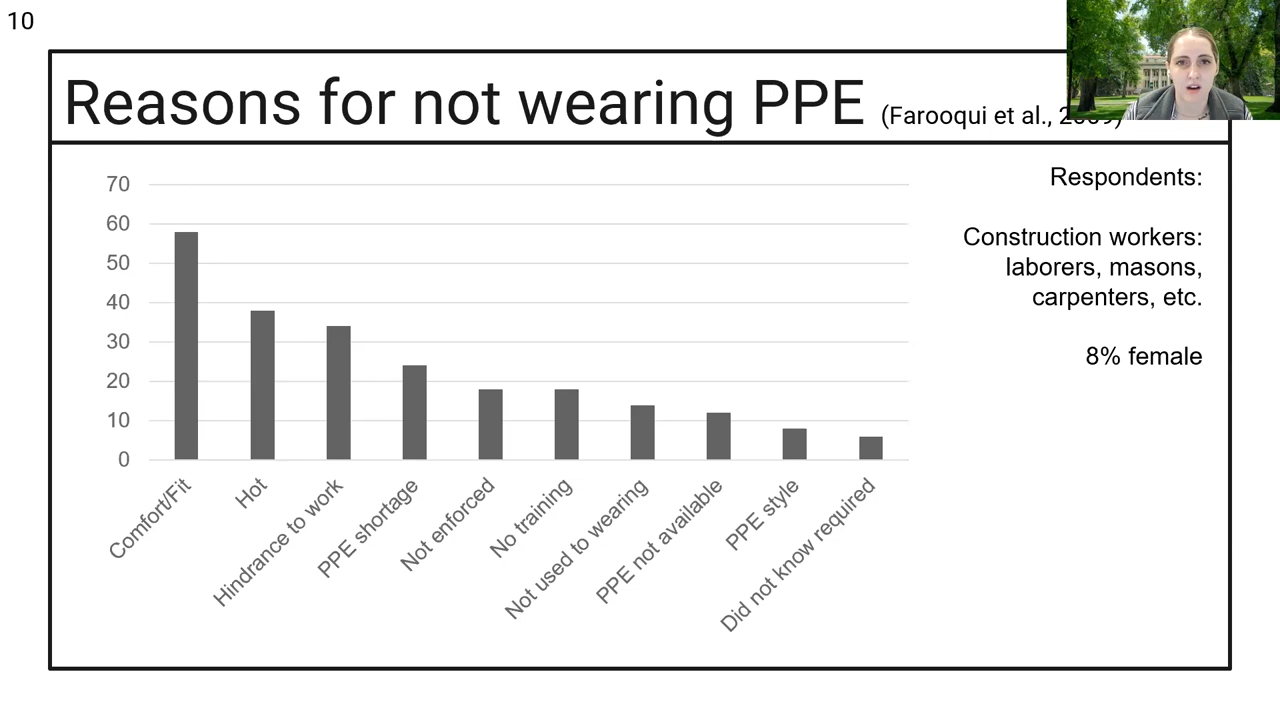 10
Reasons for not wearing PPE (Farooqui et al., 2009)
70
60
50
40
30
20
10
0
Comfort/Fit
Hot
Hindrance to work
PPE shortage
Not enforced
No training
Not used to wearing
PPE not available
PPE style
Did not know required
Respondents:
Construction workers:
laborers, masons,
carpenters, etc.
8% female